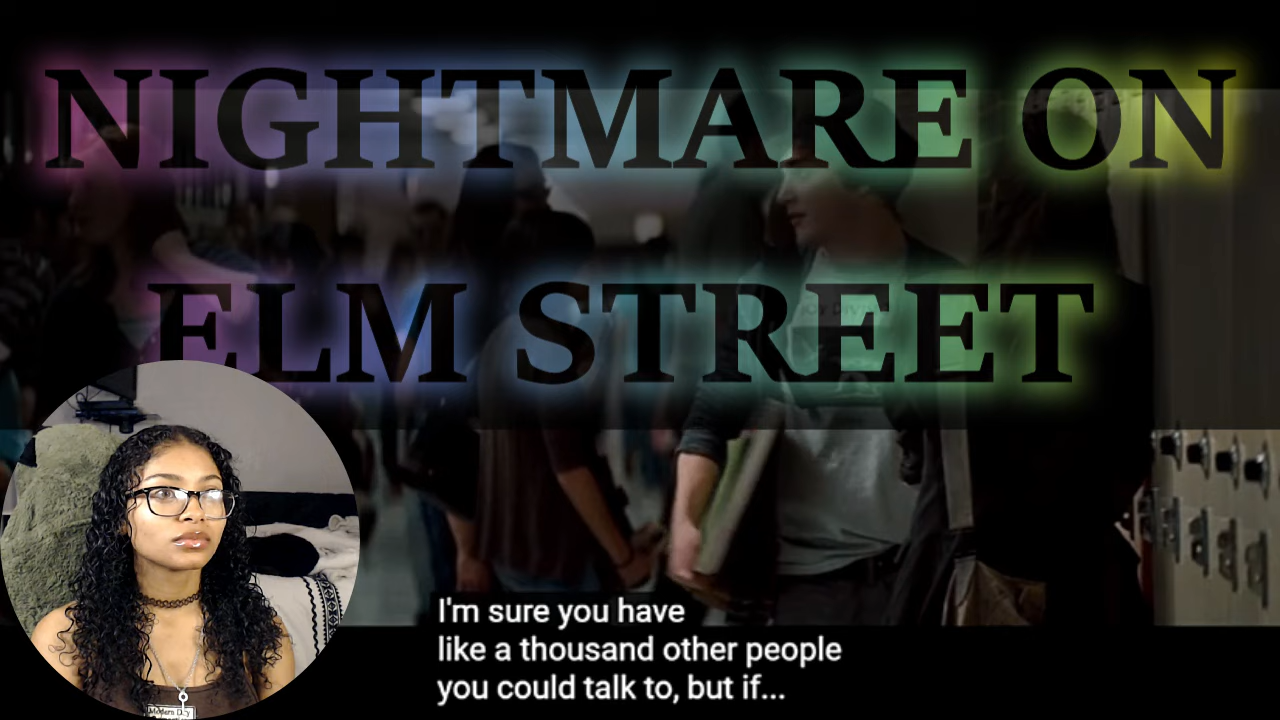 NIGHTMARE ON
ELM STREET
I'm sure you have
like a thousand other people
you could talk to, but if...